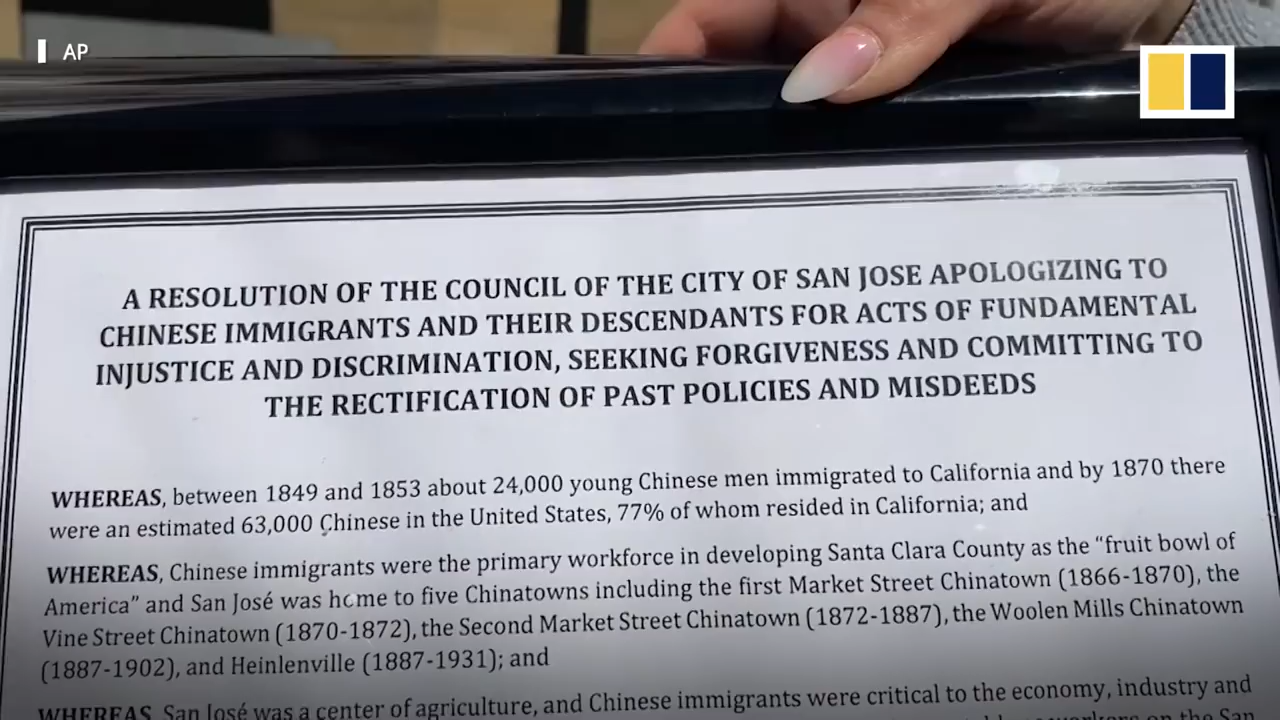 AP
A RESOLUTION OF THE COUNCIL OF THE CITY OF SAN JOSE APOLOGIZING TO
CHINESE IMMIGRANTS AND THEIR DESCENDANTS FOR ACTS OF FUNDAMENTAL
INJUSTICE AND DISCRIMINATION, SEEKING FORGIVENESS AND COMMITTING TO
THE RECTIFICATION OF PAST POLICIES AND MISDEEDS
WHEREAS, between 1849 and 1853 about 24,000 young Chinese men immigrated to California and by 1870 there
were an estimated 63,000 Chinese in the United States, 77% of whom resided in California; and
WHEREAS, Chinese immigrants were the primary workforce in developing Santa Clara County as the “fruit bowl of
America” and San José was home to five Chinatowns including the first Market Street Chinatown (1866-1870), the
Vine Street Chinatown (1870-1872), the Second Market Street Chinatown (1872-1887), the Woolen Mills Chinatown
(1887-1902), and Heinlenville (1887-1931); and
WHEREAS, San José was a center of agriculture, and Chinese immigrants were critical to the economy, industry and
workers on the San